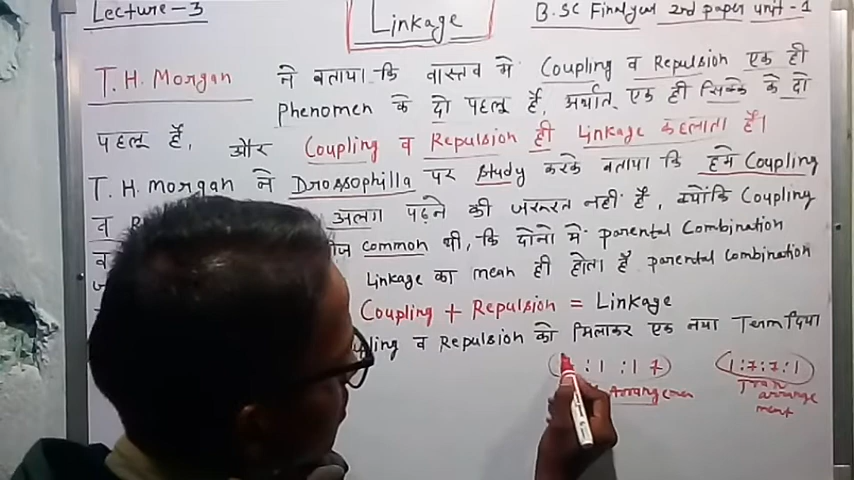 Lecture-3
Linkage
B.SC Final year 2nd paper unit-1
T.H. Morgan ने बताया कि वास्तव मे Coupling व Repulsion एक ही
Phenomen के दो पहलू है, अर्थात् एक ही सिक्के के दो
पहलू हैं, और Coupling व Repulsion ही Linkage कहलाता है।
T.H. morgan ने Drossophilla पर study करके बताया कि हमे Coupling
व अलग पढ़ने की जरूरत नही है, क्योंकि Coupling
व common थी, कि दोनो मे parental Combination
Linkage का mean ही होता है parental combination
Coupling + Repulsion = Linkage
व Repulsion को मिलाकर एक नया Term दिया
: 1 : 1 7) (1:7:7:1)
Tran arrange ment